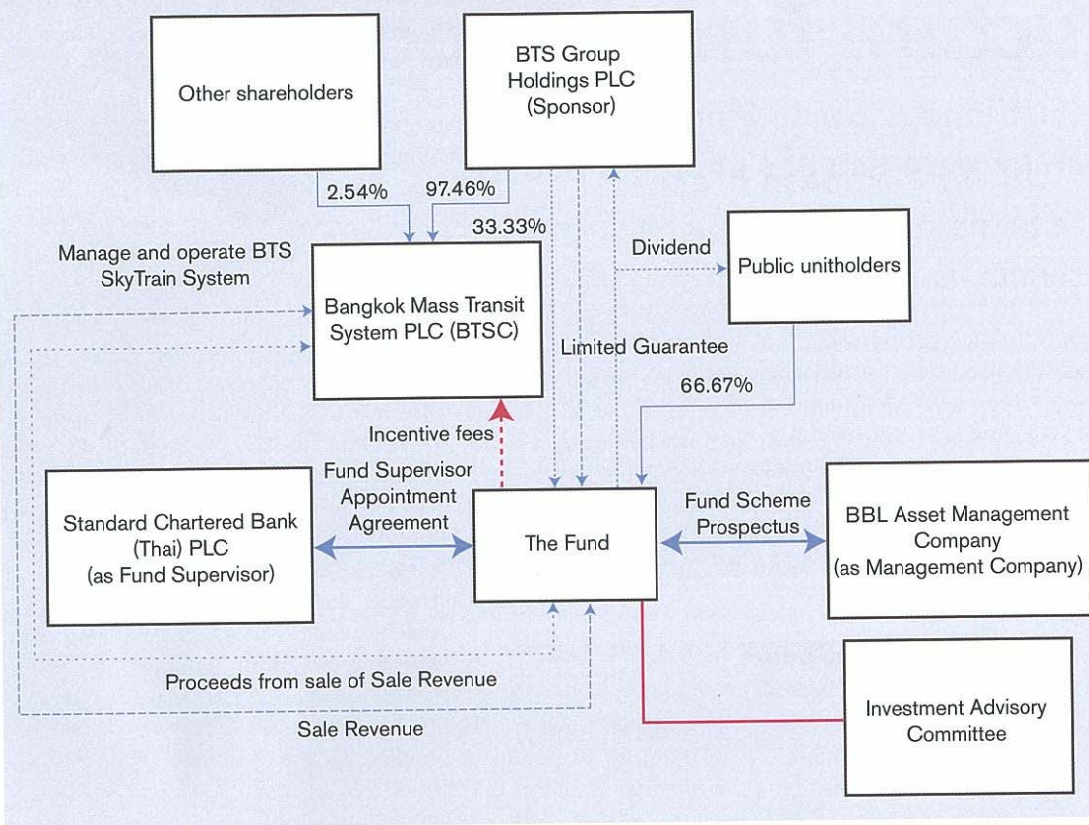 Other shareholders
BTS Group
Holdings PLC
(Sponsor)
2.54%
97.46%
33.33%
Manage and operate BTS
SkyTrain System
Bangkok Mass Transit
System PLC (BTSC)
Dividend
Public unitholders
Limited Guarantee
66.67%
Incentive fees
Fund Supervisor
Appointment
Agreement
Standard Chartered Bank
(Thai) PLC
(as Fund Supervisor)
The Fund
Fund Scheme
Prospectus
BBL Asset Management
Company
(as Management Company)
Proceeds from sale of Sale Revenue
Sale Revenue
Investment Advisory
Committee